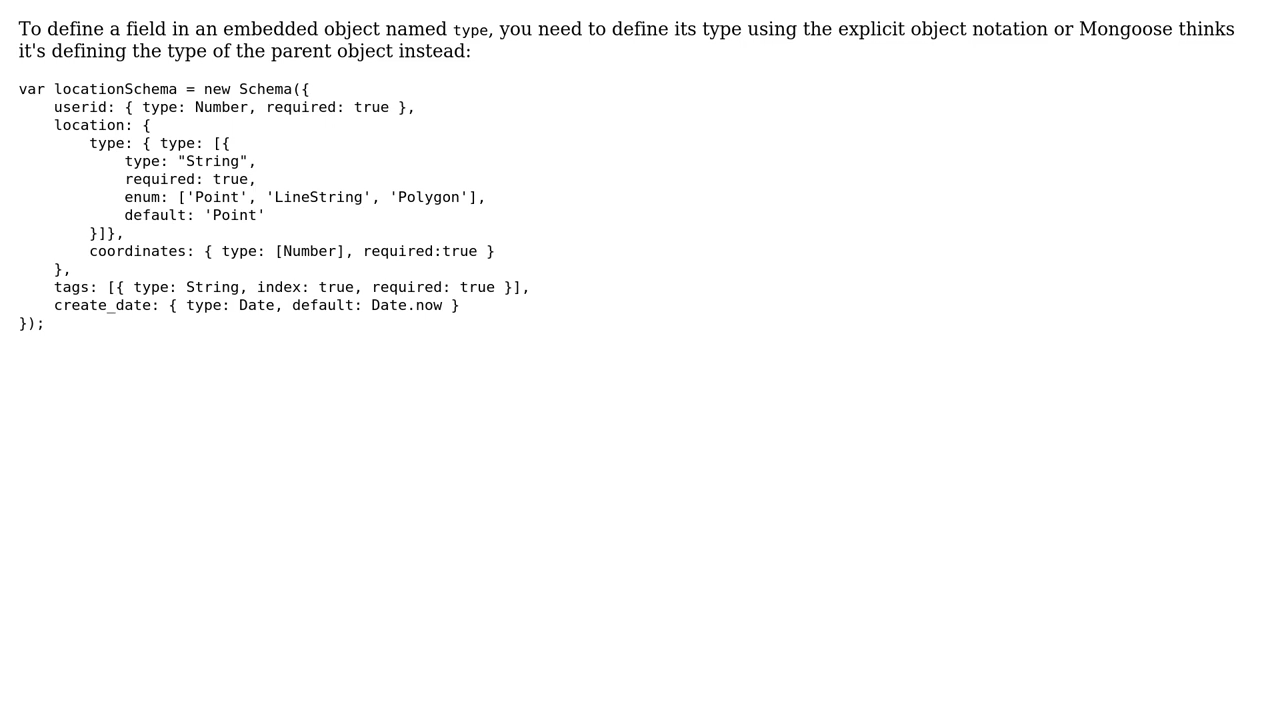 To define a field in an embedded object named type, you need to define its type using the explicit object notation or Mongoose thinks
it's defining the type of the parent object instead:
var locationSchema = new Schema({
    userid: { type: Number, required: true },
    location: {
        type: { type: [{
            type: "String",
            required: true,
            enum: ['Point', 'LineString', 'Polygon'],
            default: 'Point'
        }]},
        coordinates: { type: [Number], required:true }
    },
    tags: [{ type: String, index: true, required: true }],
    create_date: { type: Date, default: Date.now }
});